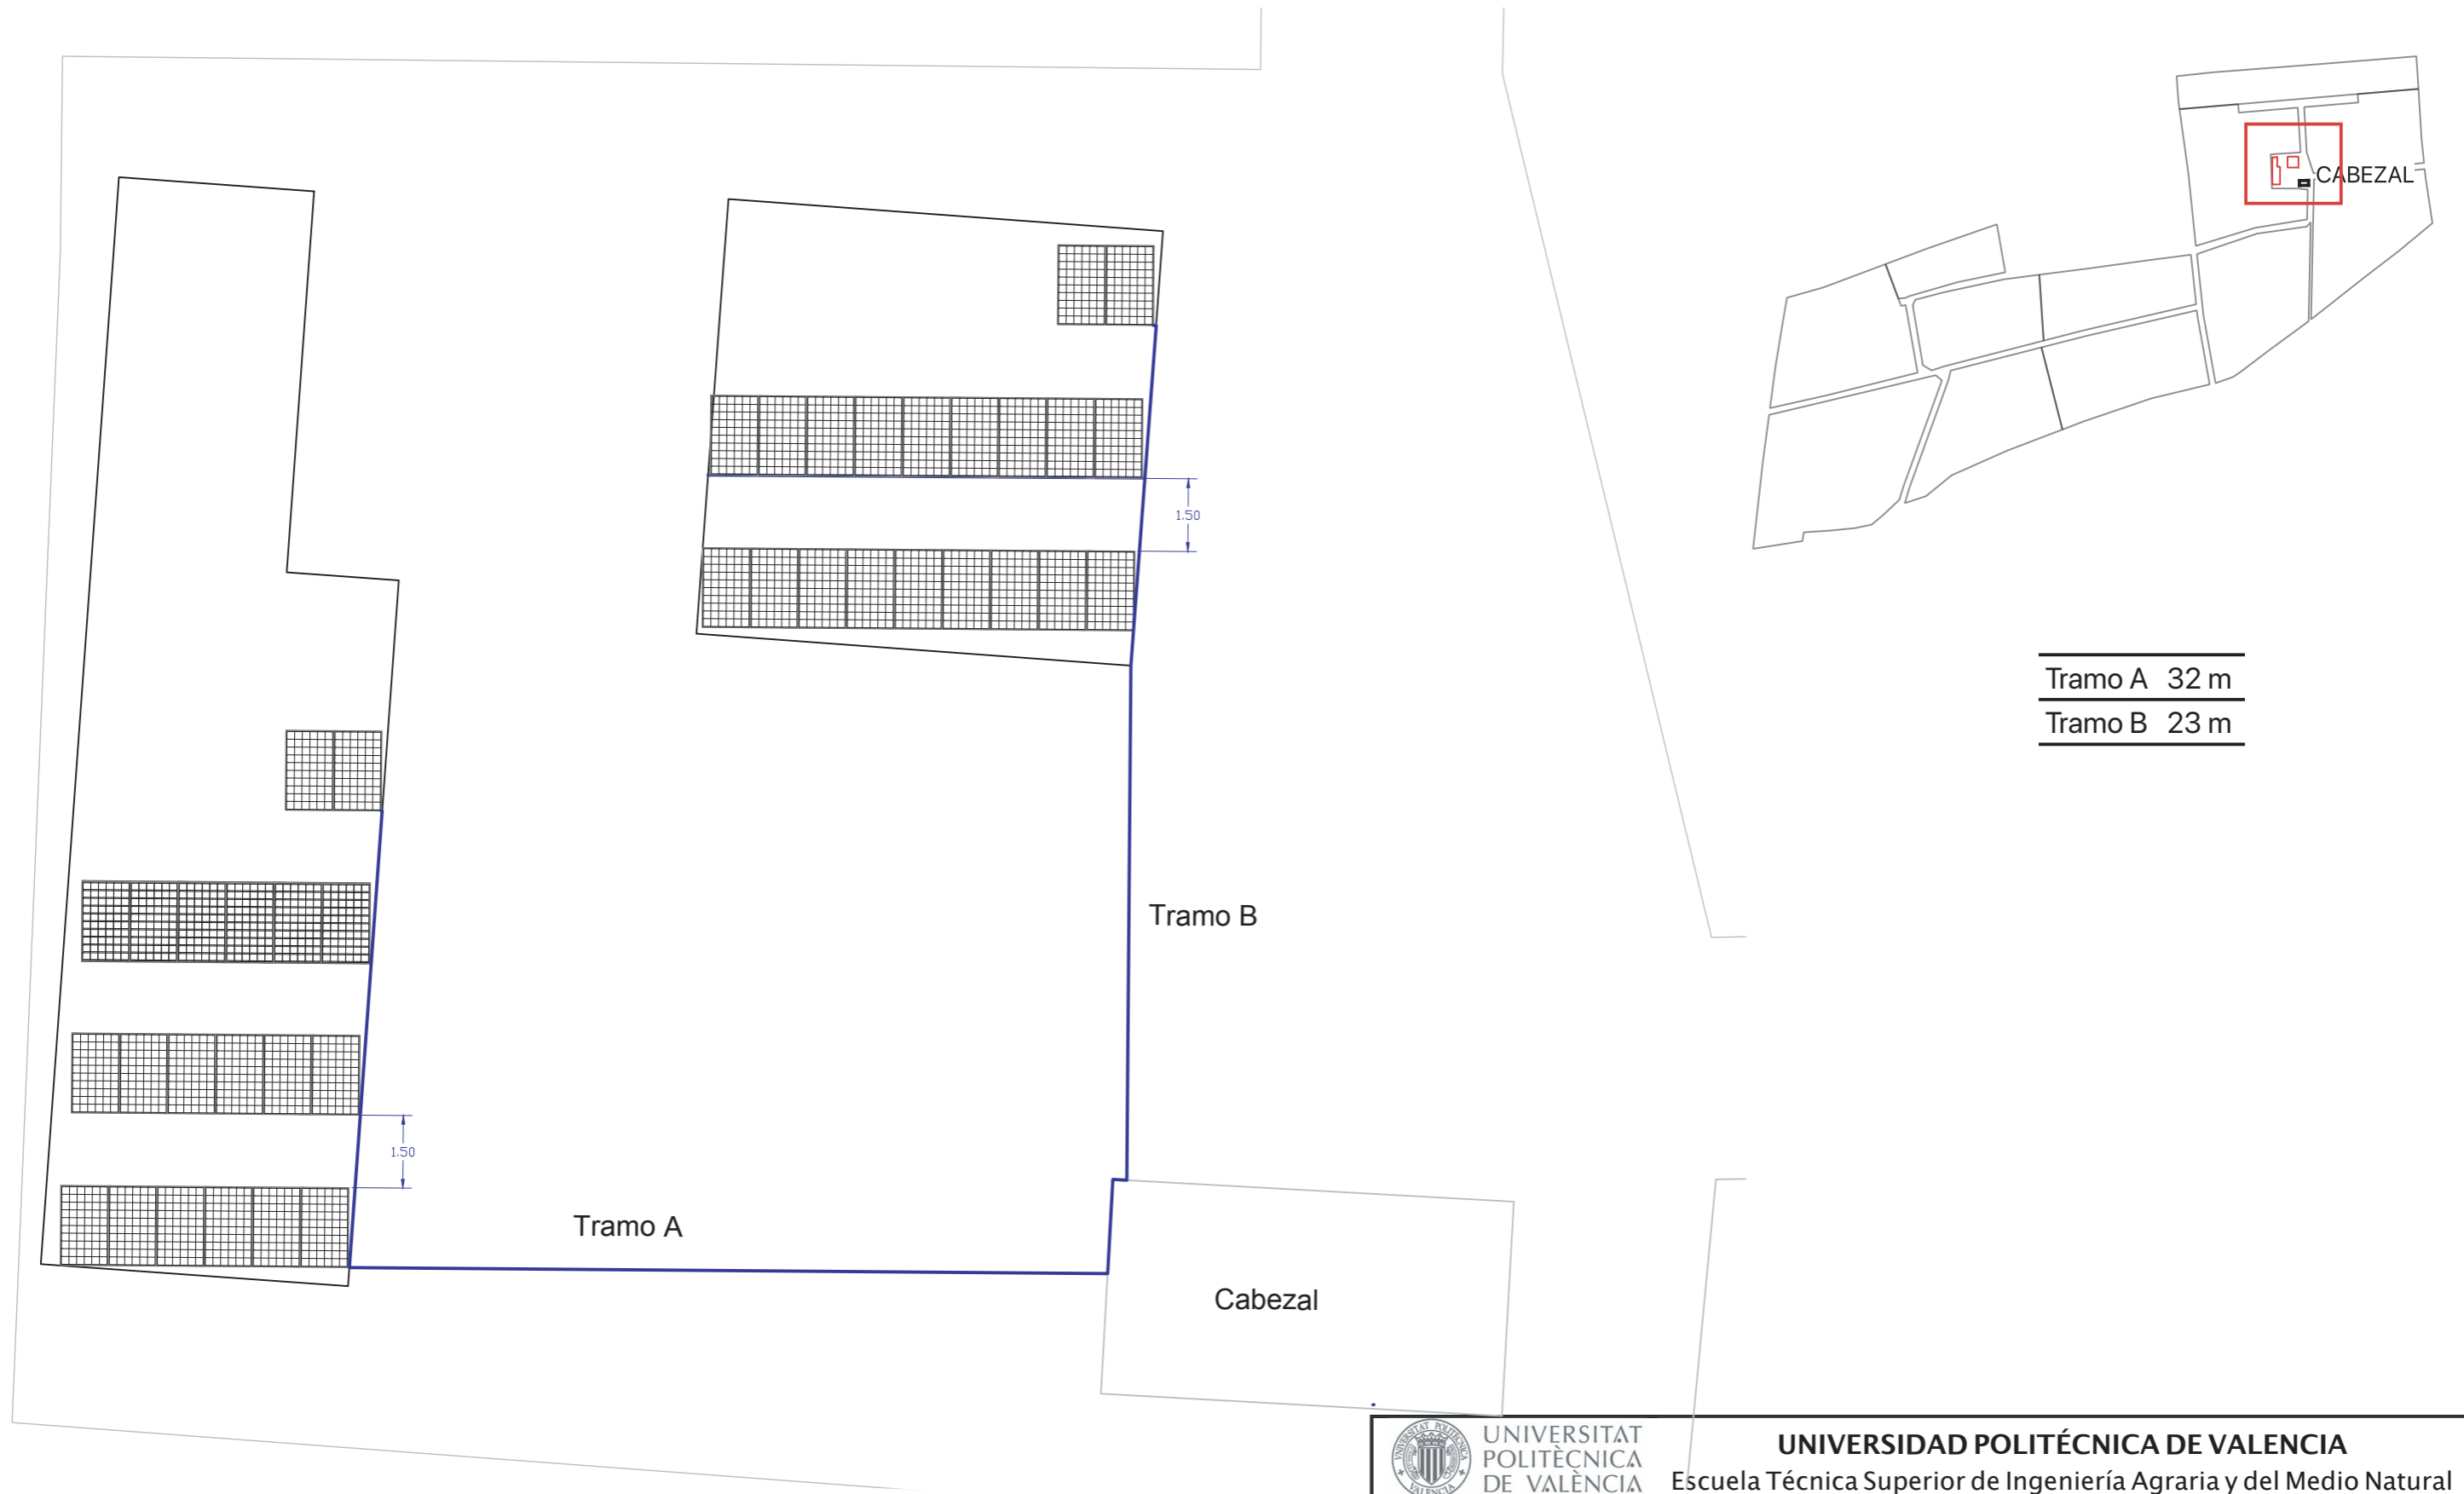 CABEZAL
1.50
Tramo A 32 m
Tramo B 23 m
Tramo B
1.50
Tramo A
Cabezal
UNIVERSITAT
POLITÈCNICA
DE VALÈNCIA
UNIVERSIDAD POLITÉCNICA DE VALENCIA
Escuela Técnica Superior de Ingeniería Agraria y del Medio Natural